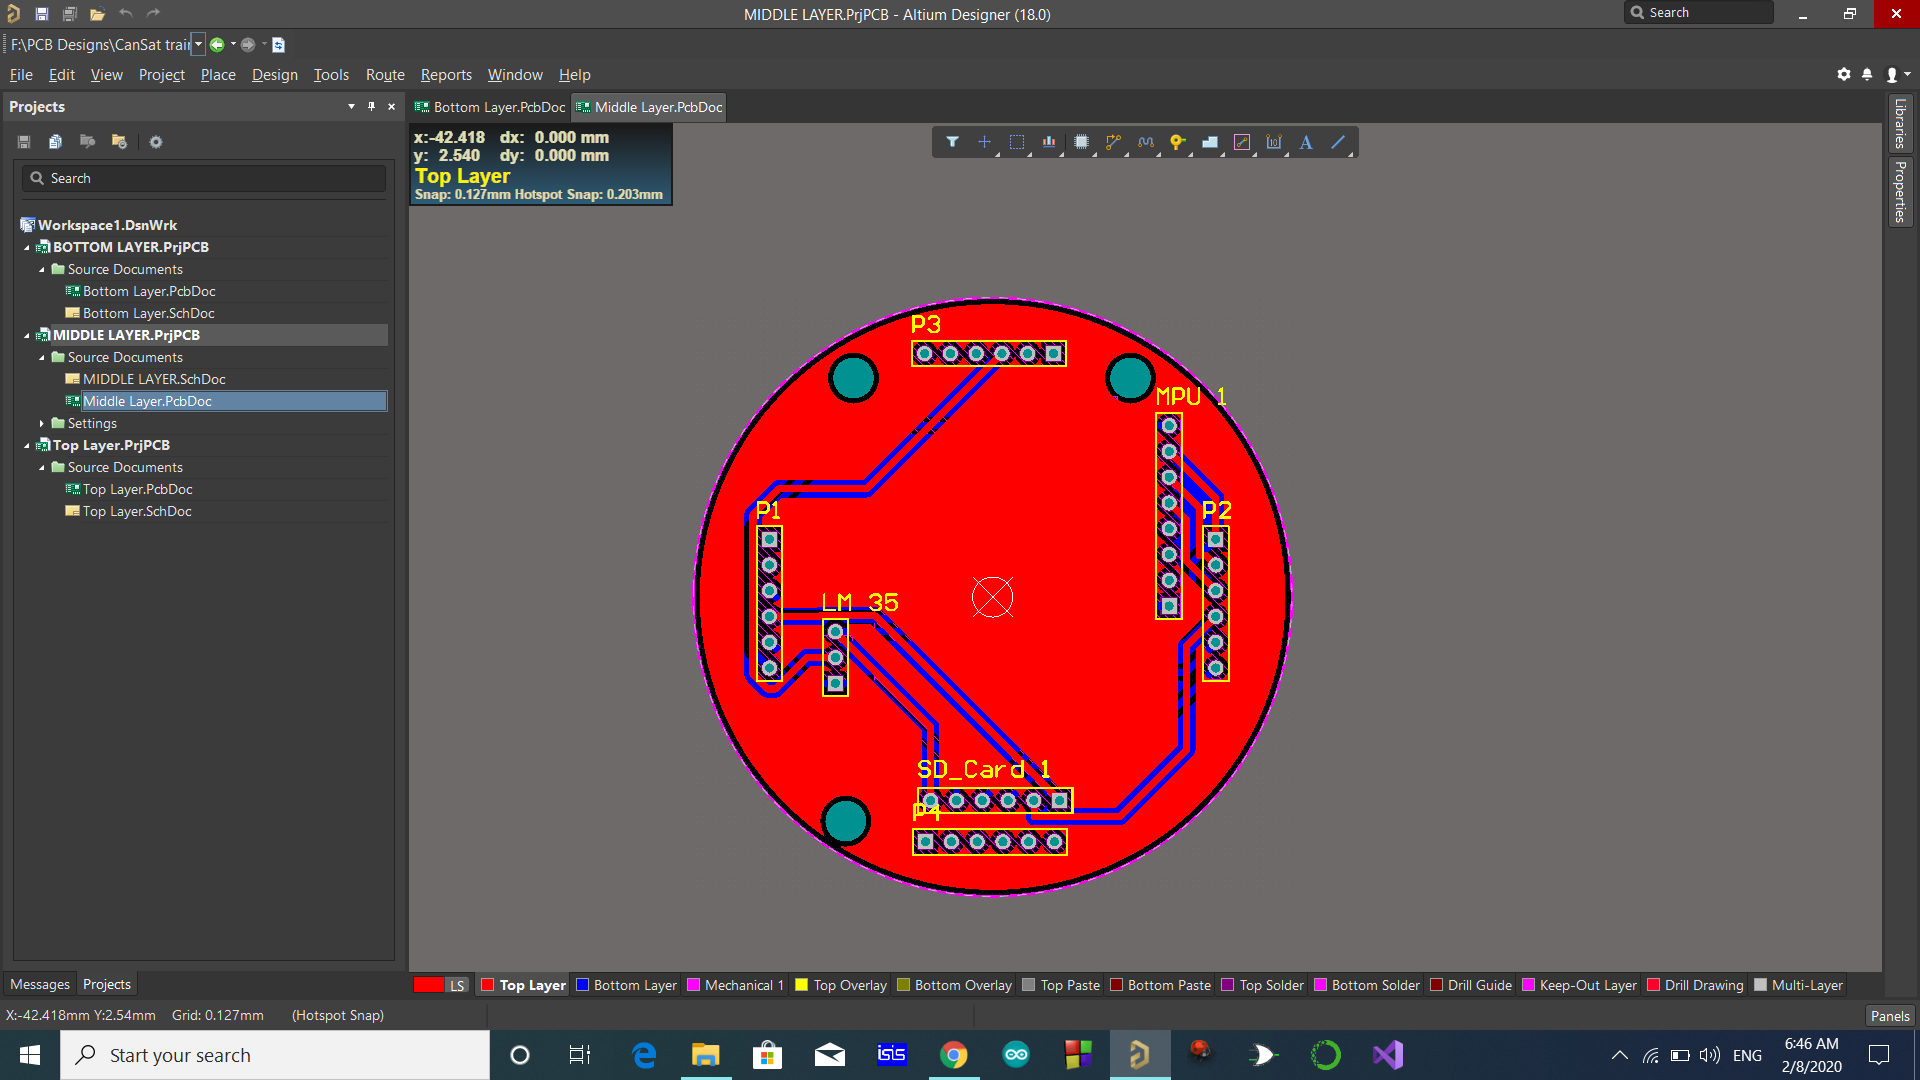 MIDDLE LAYER.PrjPCB - Altium Designer (18.0)
Search
F:\PCB Designs\CanSat trai
File Edit View Project Place Design Tools Route Reports Window Help
Projects
Bottom Layer.PcbDoc
Middle Layer.PcbDoc
Libraries
Properties
x:-42.418 dx: 0.000 mm
y: 2.540 dy: 0.000 mm
Top Layer
Snap: 0.127mm Hotspot Snap: 0.203mm
Search
Workspace1.DsnWrk
BOTTOM LAYER.PrjPCB
Source Documents
Bottom Layer.PcbDoc
Bottom Layer.SchDoc
MIDDLE LAYER.PrjPCB
Source Documents
MIDDLE LAYER.SchDoc
Middle Layer.PcbDoc
Settings
Top Layer.PrjPCB
Source Documents
Top Layer.PcbDoc
Top Layer.SchDoc
P3
MPU 1
P1
P2
LM 35
SD_Card 1
P4
Messages Projects
LS Top Layer Bottom Layer Mechanical 1 Top Overlay Bottom Overlay Top Paste Bottom Paste Top Solder Bottom Solder Drill Guide Keep-Out Layer Drill Drawing Multi-Layer
X:-42.418mm Y:2.54mm Grid: 0.127mm (Hotspot Snap)
Panels
Start your search
isis
ENG
6:46 AM
2/8/2020